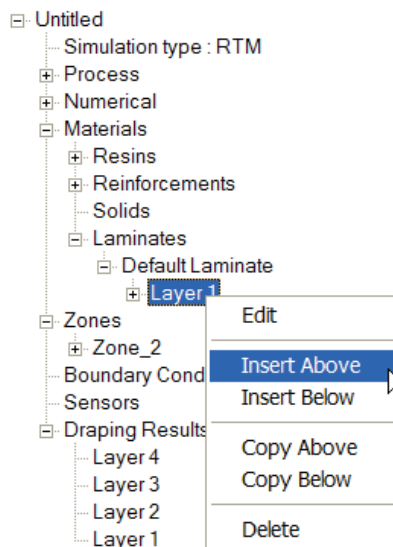 Untitled
Simulation type : RTM
Process
Numerical
Materials
Resins
Reinforcements
Solids
Laminates
Default Laminate
Layer 1
Zones
Zone_2
Boundary Cond
Sensors
Draping Results
Layer 4
Layer 3
Layer 2
Layer 1
Edit
Insert Above
Insert Below
Copy Above
Copy Below
Delete